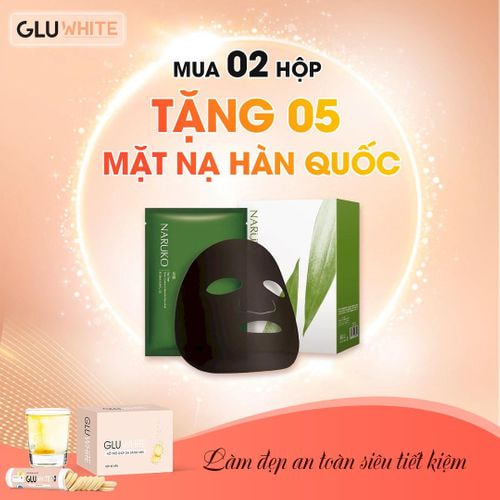 GLUWHITE
MUA 02 HỘP
TẶNG 05
MẶT NẠ HÀN QUỐC
NARUKO
NARUKO
GLUWHITE
GLUWHITE
Làm đẹp an toàn siêu tiết kiệm